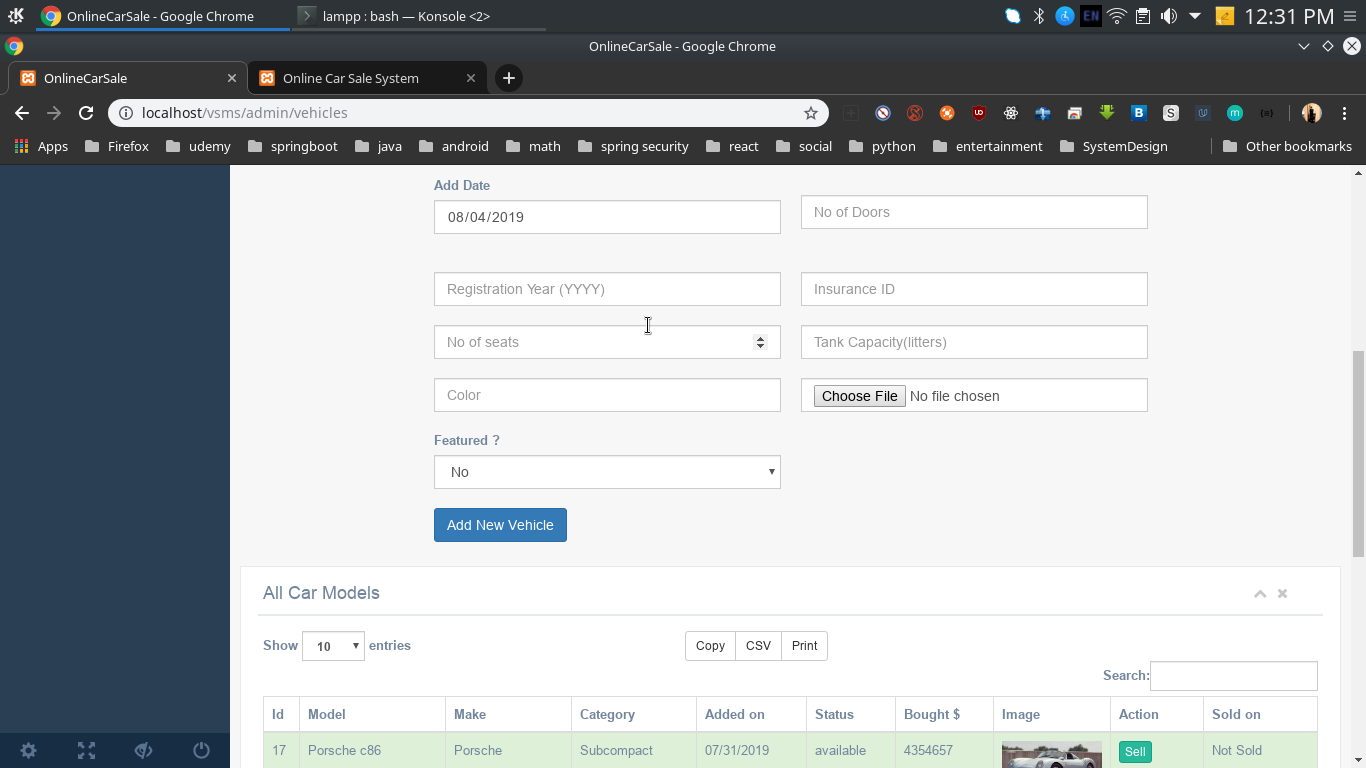 OnlineCarSale - Google Chrome
lampp : bash — Konsole <2>
EN
12:31 PM
OnlineCarSale - Google Chrome
OnlineCarSale
Online Car Sale System
localhost/vsms/admin/vehicles
Apps
Firefox
udemy
springboot
java
android
math
spring security
react
social
python
entertainment
SystemDesign
Other bookmarks
Add Date
08/04/2019
No of Doors
Registration Year (YYYY)
Insurance ID
No of seats
Tank Capacity(litters)
Color
Choose File No file chosen
Featured ?
No
Add New Vehicle
All Car Models
Show 10 entries
Copy CSV Print
Search:
Id Model Make Category Added on Status Bought $ Image Action Sold on
17 Porsche c86 Porsche Subcompact 07/31/2019 available 4354657 Sell Not Sold